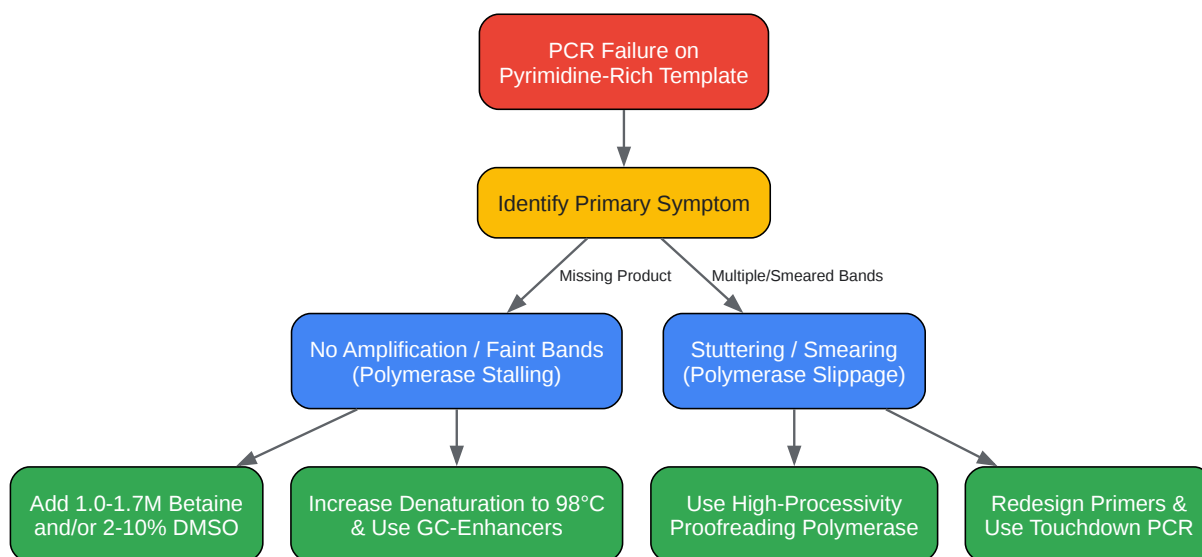 PCR Failure on
Pyrimidine-Rich Template
Identify Primary Symptom
Missing Product
Multiple/Smeared Bands
No Amplification / Faint Bands
(Polymerase Stalling)
Stuttering / Smearing
(Polymerase Slippage)
Add 1.0-1.7M Betaine
and/or 2-10% DMSO
Increase Denaturation to 98°C
& Use GC-Enhancers
Use High-Processivity
Proofreading Polymerase
Redesign Primers &
Use Touchdown PCR